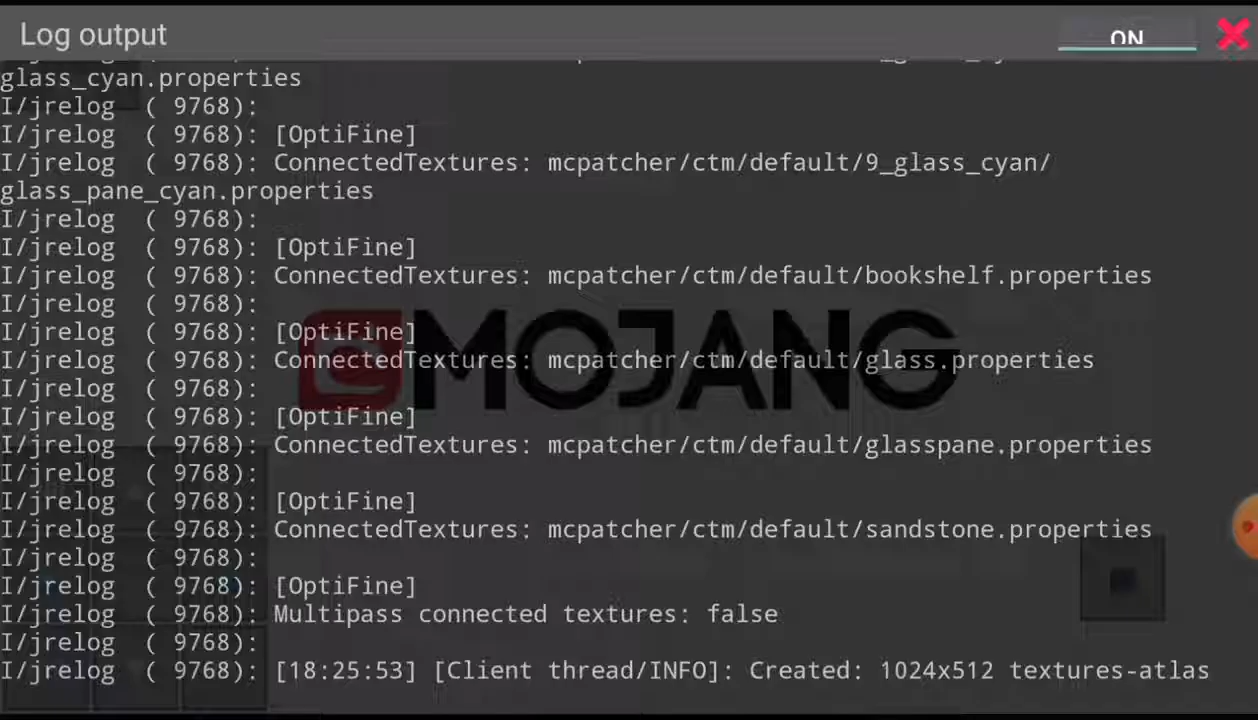 Log output
ON
glass_cyan.properties
I/jrelog  ( 9768):
I/jrelog  ( 9768): [OptiFine]
I/jrelog  ( 9768): ConnectedTextures: mcpatcher/ctm/default/9_glass_cyan/
glass_pane_cyan.properties
I/jrelog  ( 9768):
I/jrelog  ( 9768): [OptiFine]
I/jrelog  ( 9768): ConnectedTextures: mcpatcher/ctm/default/bookshelf.properties
I/jrelog  ( 9768):
I/jrelog  ( 9768): [OptiFine]
I/jrelog  ( 9768): ConnectedTextures: mcpatcher/ctm/default/glass.properties
MOJANG
I/jrelog  ( 9768):
I/jrelog  ( 9768): [OptiFine]
I/jrelog  ( 9768): ConnectedTextures: mcpatcher/ctm/default/glasspane.properties
I/jrelog  ( 9768):
I/jrelog  ( 9768): [OptiFine]
I/jrelog  ( 9768): ConnectedTextures: mcpatcher/ctm/default/sandstone.properties
I/jrelog  ( 9768):
I/jrelog  ( 9768): [OptiFine]
I/jrelog  ( 9768): Multipass connected textures: false
I/jrelog  ( 9768):
I/jrelog  ( 9768): [18:25:53] [Client thread/INFO]: Created: 1024x512 textures-atlas